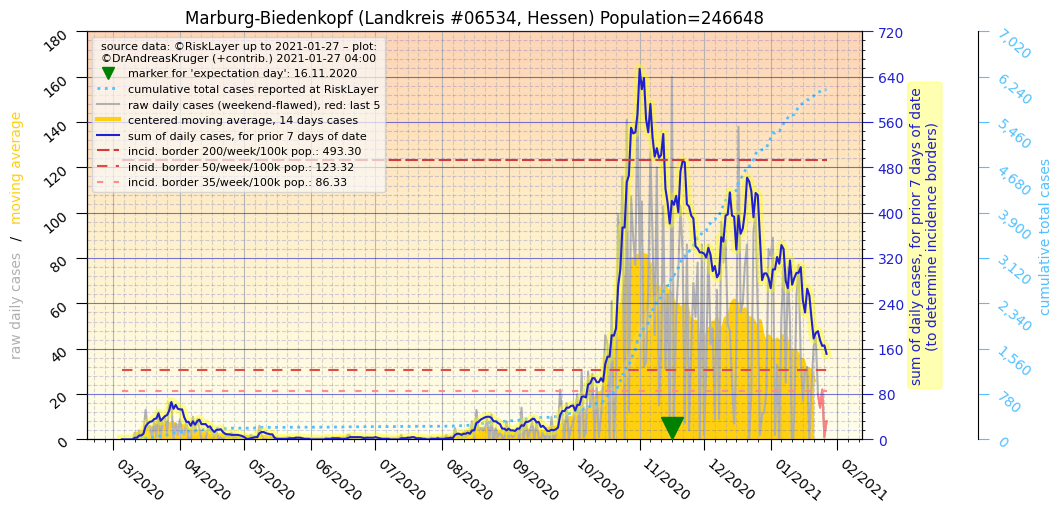 Marburg-Biedenkopf (Landkreis #06534, Hessen) Population=246648
source data: ©RiskLayer up to 2021-01-27 – plot:
©DrAndreasKruger (+contrib.) 2021-01-27 04:00
marker for 'expectation day': 16.11.2020
cumulative total cases reported at RiskLayer
raw daily cases (weekend-flawed), red: last 5
centered moving average, 14 days cases
sum of daily cases, for prior 7 days of date
incid. border 200/week/100k pop.: 493.30
incid. border 50/week/100k pop.: 123.32
incid. border 35/week/100k pop.: 86.33
raw daily cases / moving average
180
160
140
120
100
80
60
40
20
0
03/2020
04/2020
05/2020
06/2020
07/2020
08/2020
09/2020
10/2020
11/2020
12/2020
01/2021
02/2021
720
640
560
480
400
320
240
160
80
0
sum of daily cases, for prior 7 days of date
(to determine incidence borders)
7,020
6,240
5,460
4,680
3,900
3,120
2,340
1,560
780
0
cumulative total cases